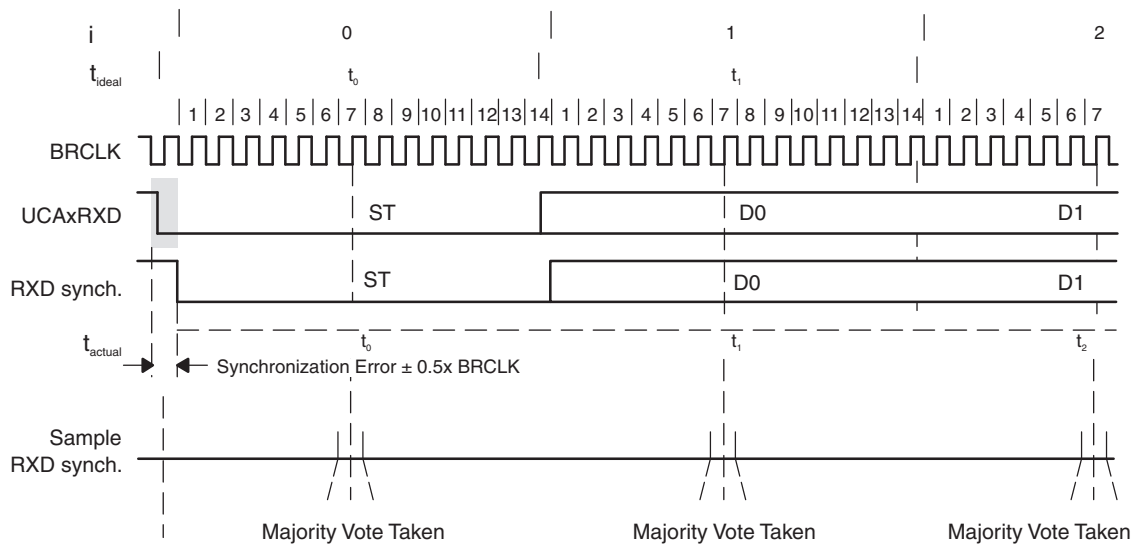 i 0 1 2
t ideal t0 t1
1 2 3 4 5 6 7 8 9 10 11 12 13 14 1 2 3 4 5 6 7 8 9 10 11 12 13 14 1 2 3 4 5 6 7
BRCLK
UCAxRXD ST D0 D1
RXD synch. ST D0 D1
t actual t0 t1 t2
Synchronization Error ± 0.5x BRCLK
Sample
RXD synch.
Majority Vote Taken Majority Vote Taken Majority Vote Taken